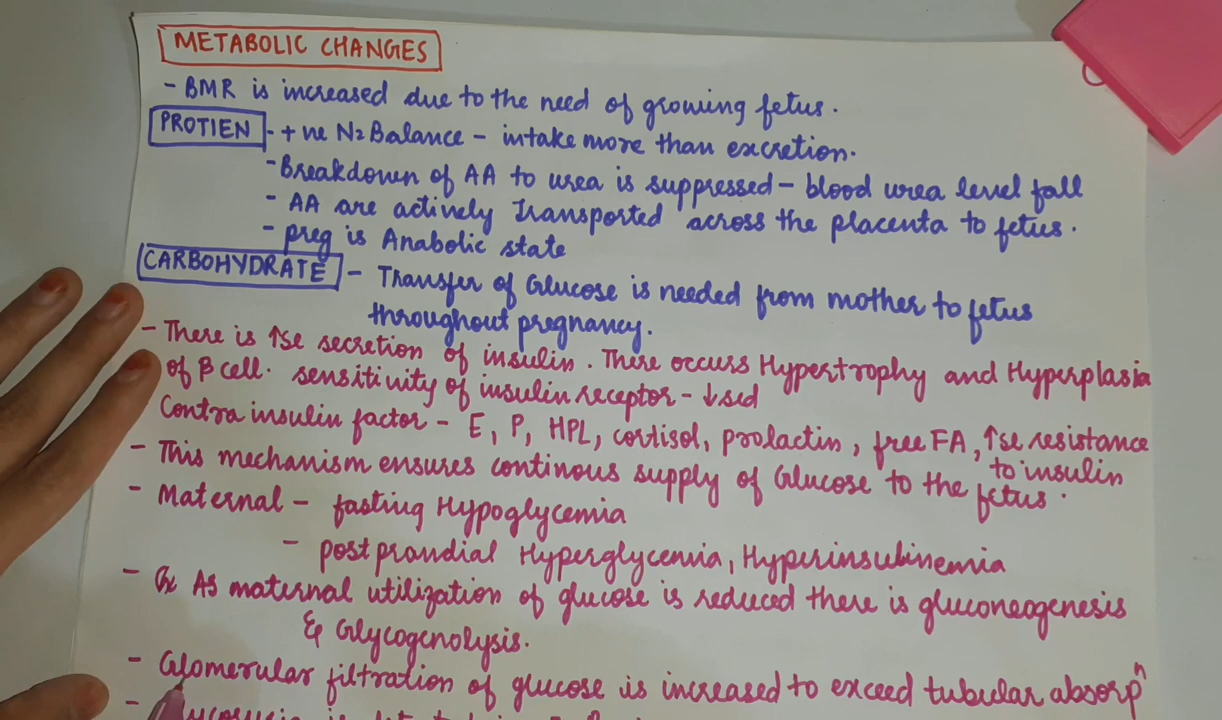 METABOLIC CHANGES
- BMR is increased due to the need of growing fetus.
PROTIEN - +ve N2 Balance - intake more than excretion.
- Breakdown of AA to urea is suppressed - blood urea level fall
- AA are actively transported across the placenta to fetus.
- preg is Anabolic state
CARBOHYDRATE - Transfer of Glucose is needed from mother to fetus
throughout pregnancy.
- There is ↑se secretion of insulin. There occurs Hypertrophy and Hyperplasia
of β cell. sensitivity of insulin receptor - ↓sed
Contra insulin factor - E, P, HPL, cortisol, prolactin, free FA, ↑se resistance
to insulin
- This mechanism ensures continous supply of Glucose to the fetus.
- Maternal - fasting Hypoglycemia
- post prandial Hyperglycemia, Hyperinsulinemia
- As maternal utilization of glucose is reduced there is gluconeogenesis
& Glycogenolysis.
- Glomerular filtration of glucose is increased to exceed tubular absorpⁿ